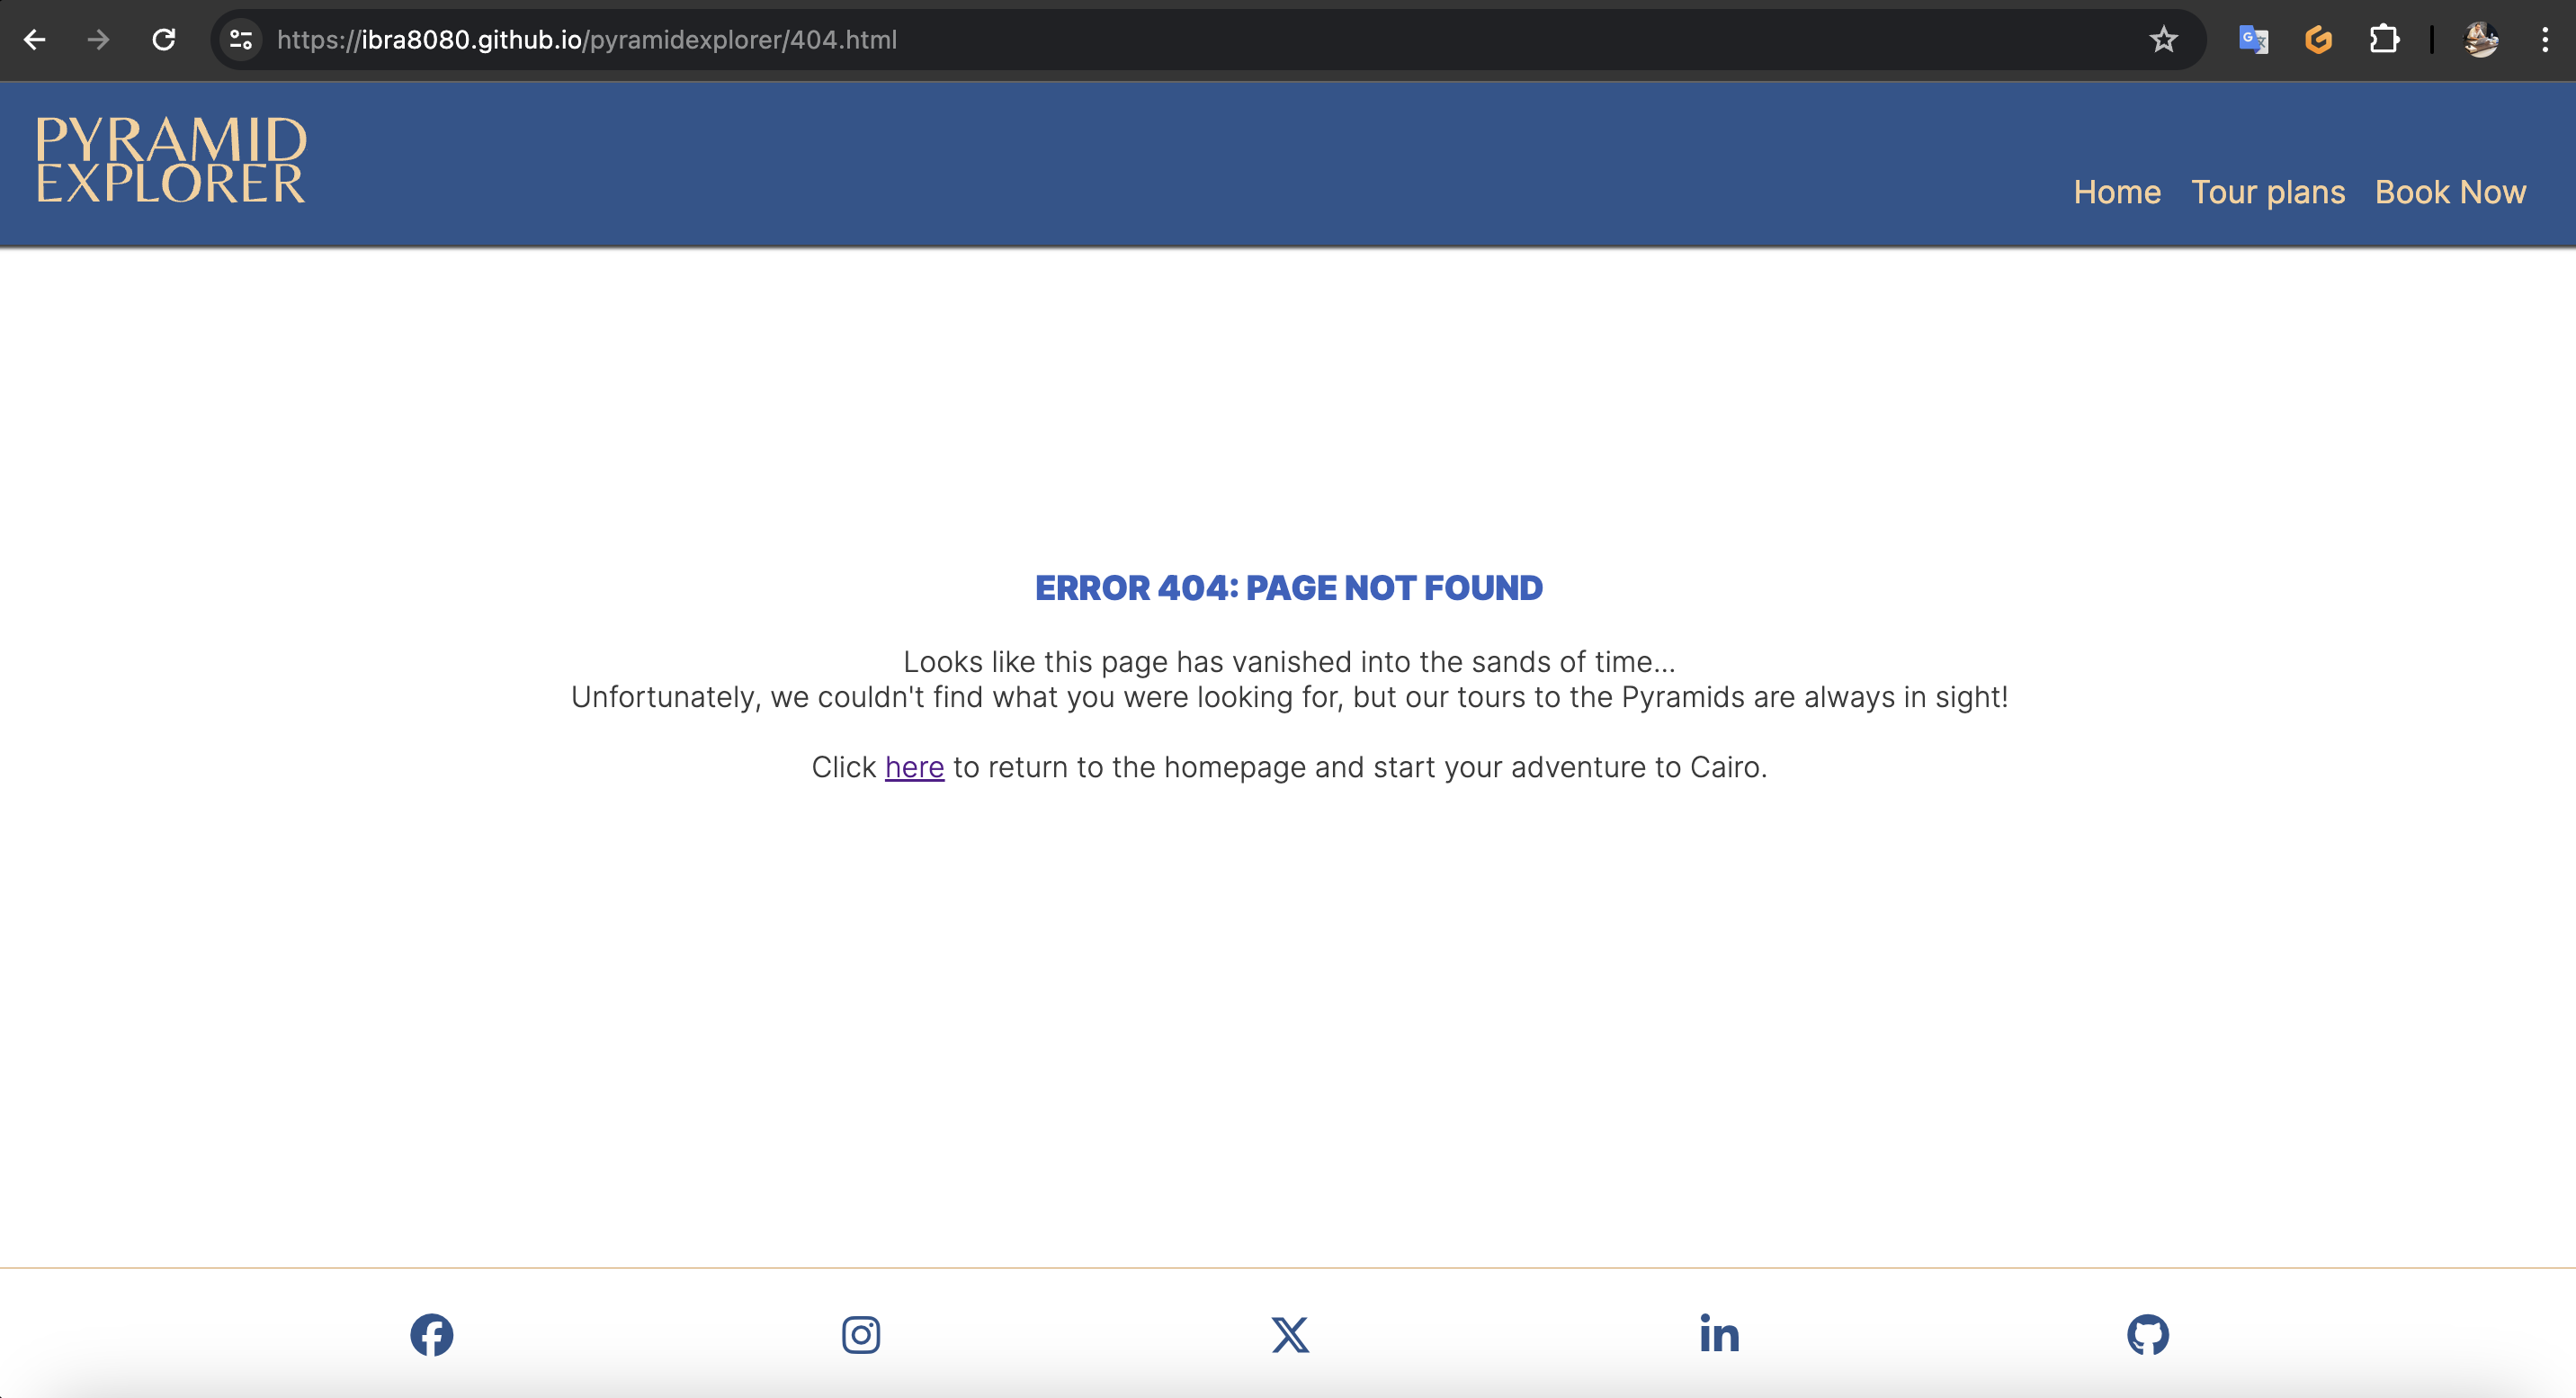 https://ibra8080.github.io/pyramidexplorer/404.html
PYRAMID
EXPLORER
Home Tour plans Book Now
ERROR 404: PAGE NOT FOUND
Looks like this page has vanished into the sands of time...
Unfortunately, we couldn't find what you were looking for, but our tours to the Pyramids are always in sight!
Click here to return to the homepage and start your adventure to Cairo.